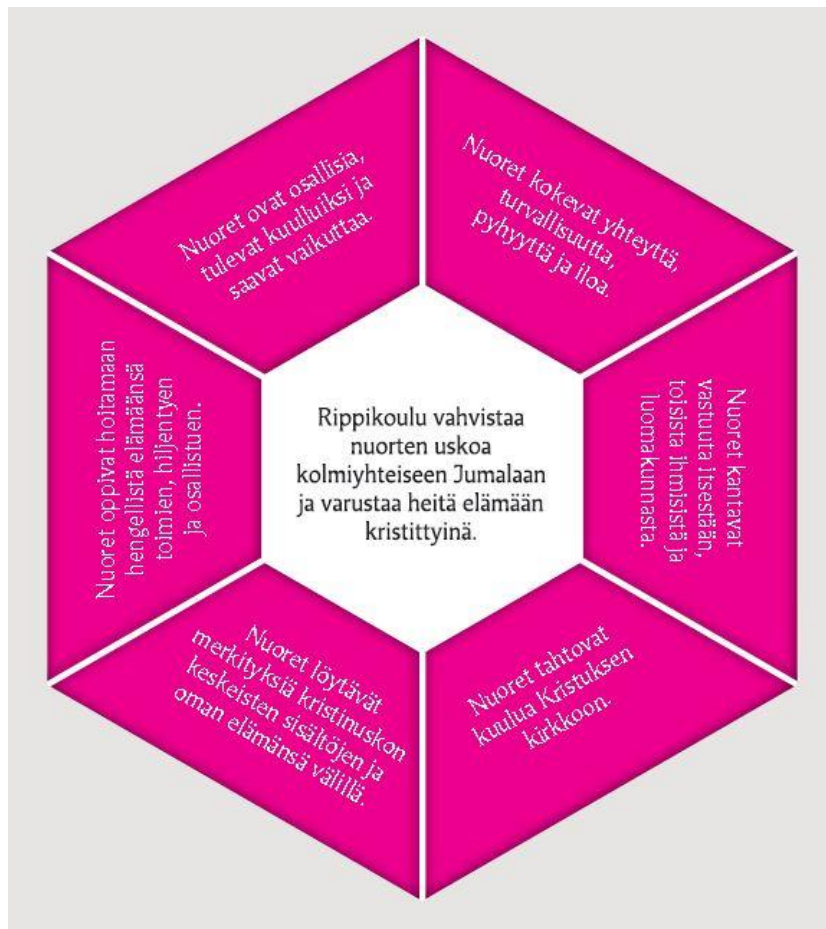 Nuoret ovat osallisia,
tulevat kuulluiksi ja
saavat vaikuttaa.
Nuoret kokevat yhteyttä,
turvallisuutta,
pyhyyttä ja iloa.
Nuoret kantavat
vastuuta itsestään,
toisista ihmisistä ja
luomakunnasta.
Nuoret tahtovat
kuulua Kristuksen
kirkkoon.
Nuoret löytävät
merkityksiä kristinuskon
keskeisten sisältöjen ja
oman elämänsä välillä.
Nuoret oppivat hoitamaan
hengellistä elämäänsä
toimien, hiljentyen
ja osallistuen.
Rippikoulu vahvistaa
nuorten uskoa
kolmiyhteiseen Jumalaan
ja varustaa heitä elämään
kristittyinä.